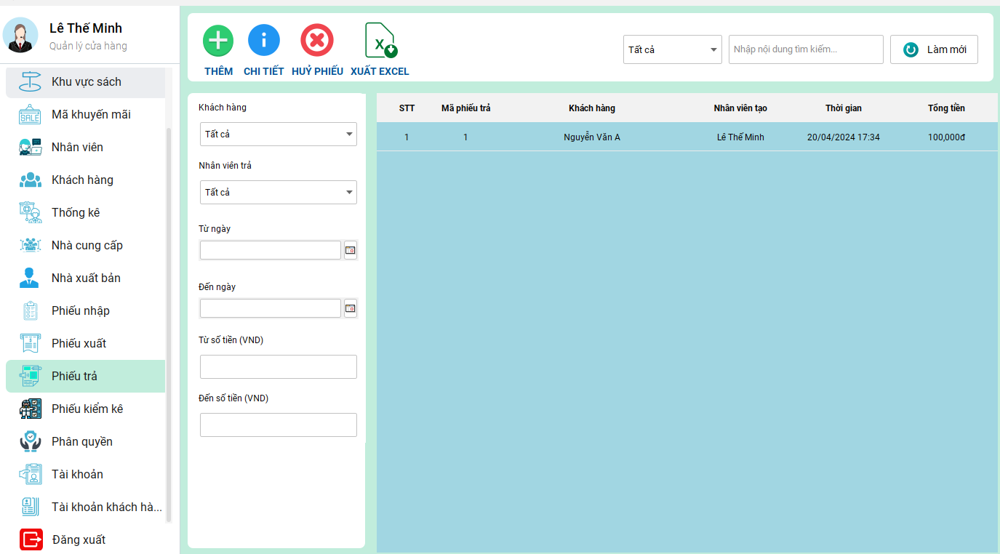 Lê Thế Minh
Quản lý cửa hàng
Khu vực sách
Mã khuyến mãi
Nhân viên
Khách hàng
Thống kê
Nhà cung cấp
Nhà xuất bản
Phiếu nhập
Phiếu xuất
Phiếu trả
Phiếu kiểm kê
Phân quyền
Tài khoản
Tài khoản khách hà...
Đăng xuất
THÊM CHI TIẾT HUỶ PHIẾU XUẤT EXCEL
Tất cả Nhập nội dung tìm kiếm... Làm mới
Khách hàng
Tất cả
Nhân viên trả
Tất cả
Từ ngày
Đến ngày
Từ số tiền (VND)
Đến số tiền (VND)
STT Mã phiếu trả Khách hàng Nhân viên tạo Thời gian Tổng tiền
1 1 Nguyễn Văn A Lê Thế Minh 20/04/2024 17:34 100,000đ
SALE